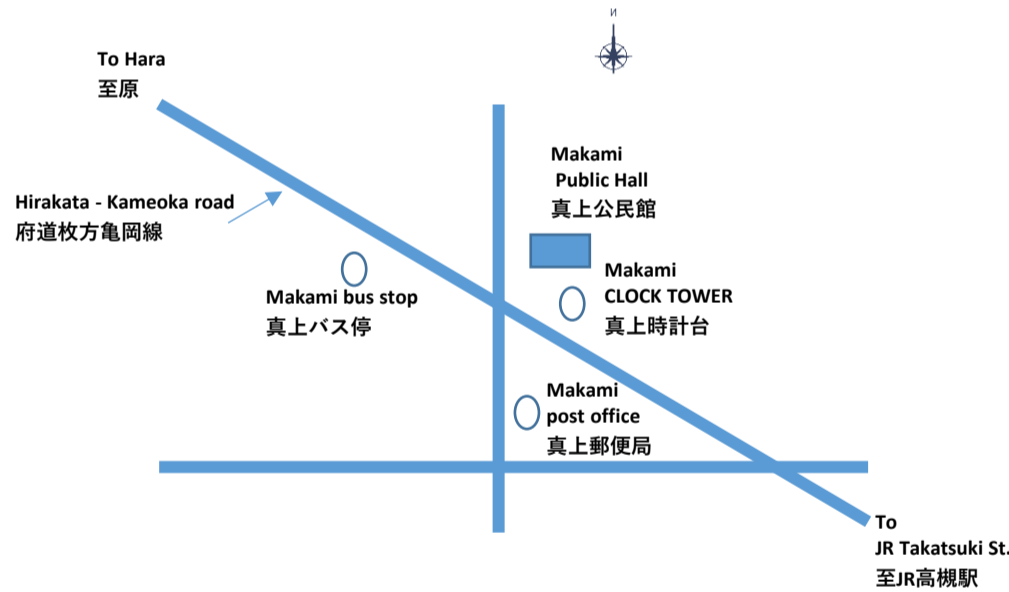 И
To Hara
至原
Makami
Public Hall
真上公民館
Hirakata - Kameoka road
府道枚方亀岡線
Makami
CLOCK TOWER
真上時計台
Makami bus stop
真上バス停
Makami
post office
真上郵便局
To
JR Takatsuki St.
至JR高槻駅